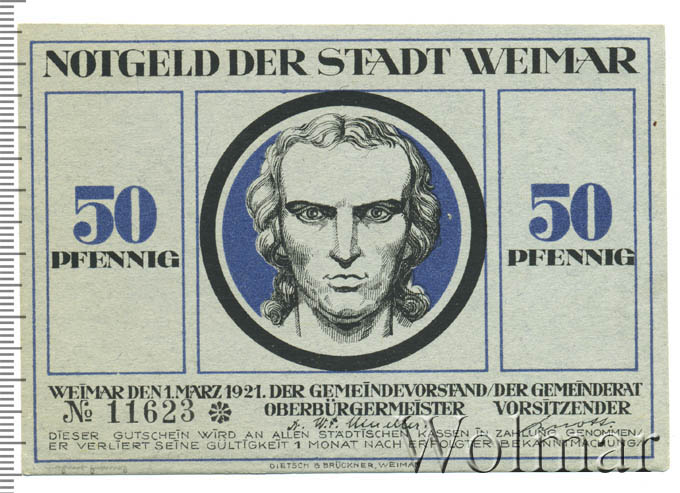 NOTGELD DER STADT WEIMAR
50 50
PFENNIG PFENNIG
WEIMAR DEN 1. MÄRZ 1921. DER GEMEINDEVORSTAND/DER GEMEINDERAT
№ 11623 OBERBÜRGERMEISTER VORSITZENDER
DIESER GUTSCHEIN WIRD AN ALLEN STÄDTISCHEN KASSEN IN ZAHLUNG GENOMMEN/
ER VERLIERT SEINE GÜLTIGKEIT 1 MONAT NACH ERFOLGTER BEKANNTMACHUNG/
DIETSCH & BRÜCKNER, WEIMAR
Wolmar